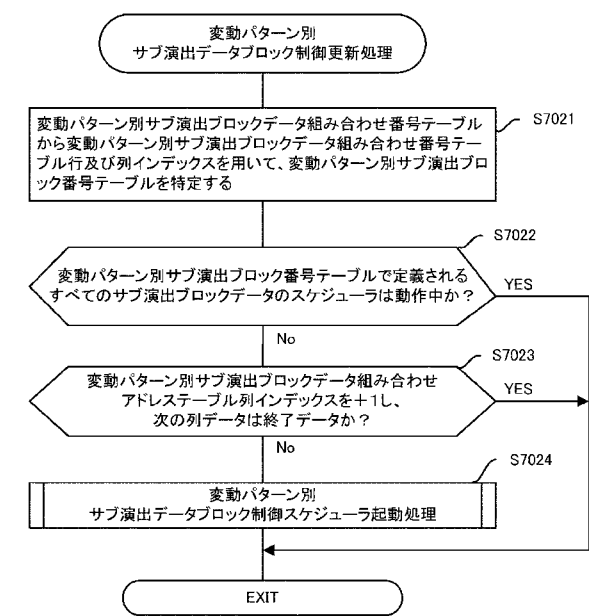 変動パターン別
サブ演出データブロック制御更新処理
変動パターン別サブ演出ブロックデータ組み合わせ番号テーブル
から変動パターン別サブ演出ブロックデータ組み合わせ番号テー
ブル行及び列インデックスを用いて、変動パターン別サブ演出ブロ
ック番号テーブルを特定する
S7021
S7022
変動パターン別サブ演出ブロック番号テーブルで定義される
すべてのサブ演出ブロックデータのスケジューラは動作中か?
YES
No
S7023
変動パターン別サブ演出ブロックデータ組み合わせ
アドレステーブル列インデックスを+1し、
次の列データは終了データか?
YES
No
S7024
変動パターン別
サブ演出データブロック制御スケジューラ起動処理
EXIT